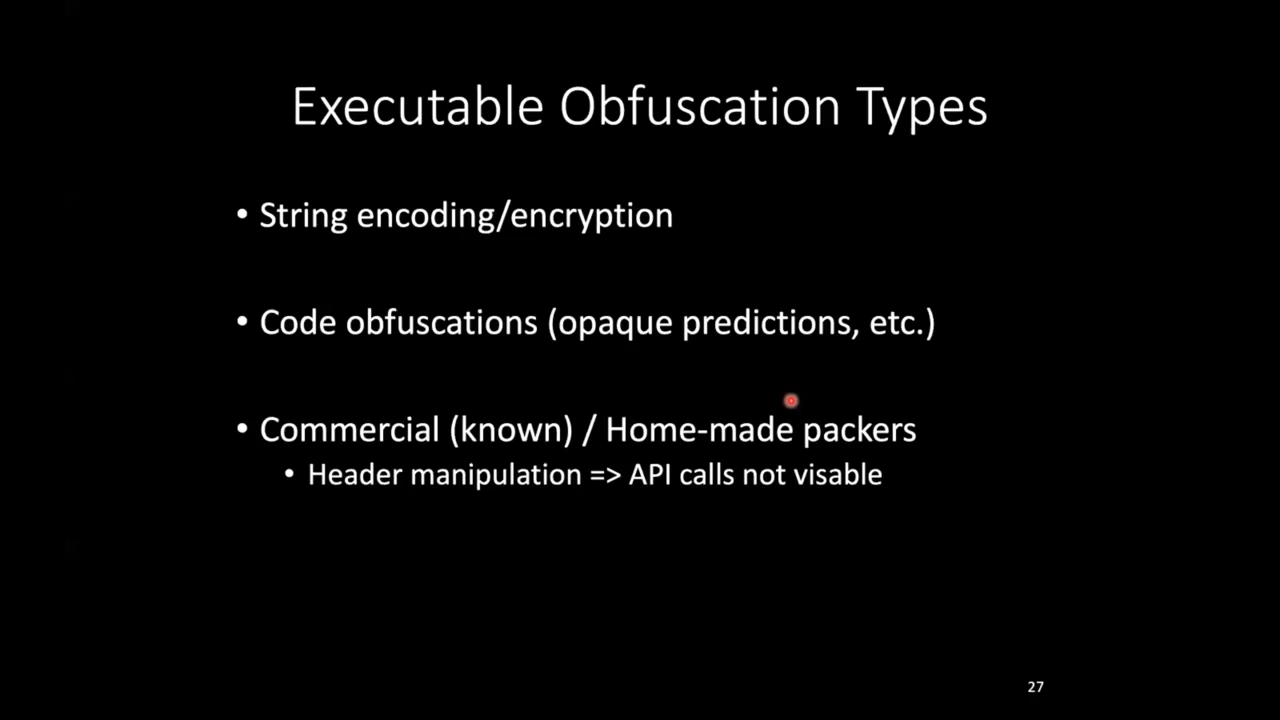 Executable Obfuscation Types
• String encoding/encryption
• Code obfuscations (opaque predictions, etc.)
• Commercial (known) / Home-made packers
• Header manipulation => API calls not visable
27